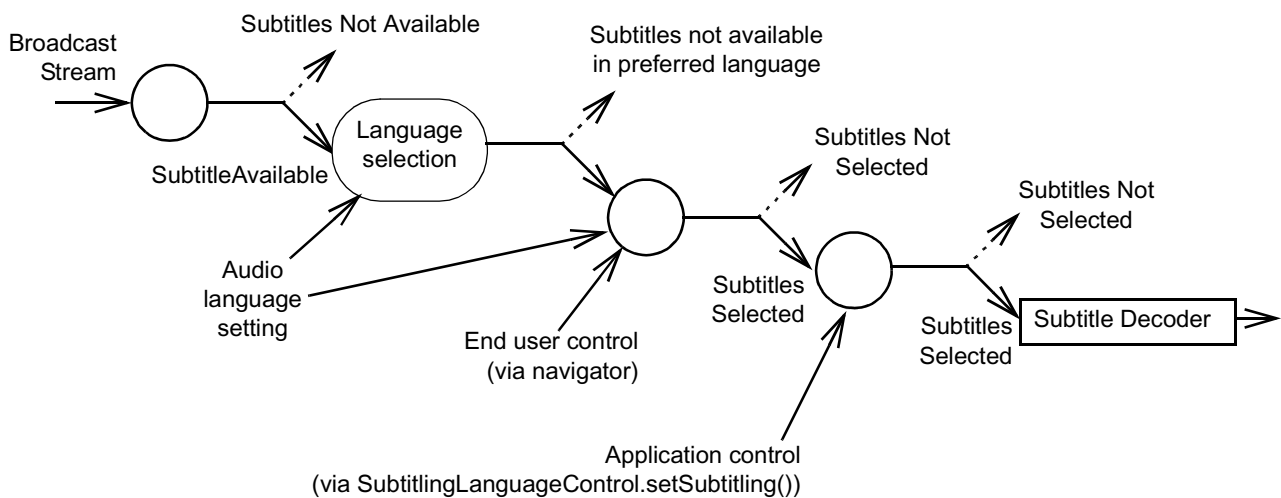 Subtitles Not Available
Broadcast
Stream
Subtitles not available
in preferred language
Language
selection
SubtitleAvailable
Subtitles Not
Selected
Subtitles Not
Selected
Audio
language
setting
Subtitles
Selected
End user control
(via navigator)
Subtitle Decoder
Subtitles
Selected
Application control
(via SubtitlingLanguageControl.setSubtitling())